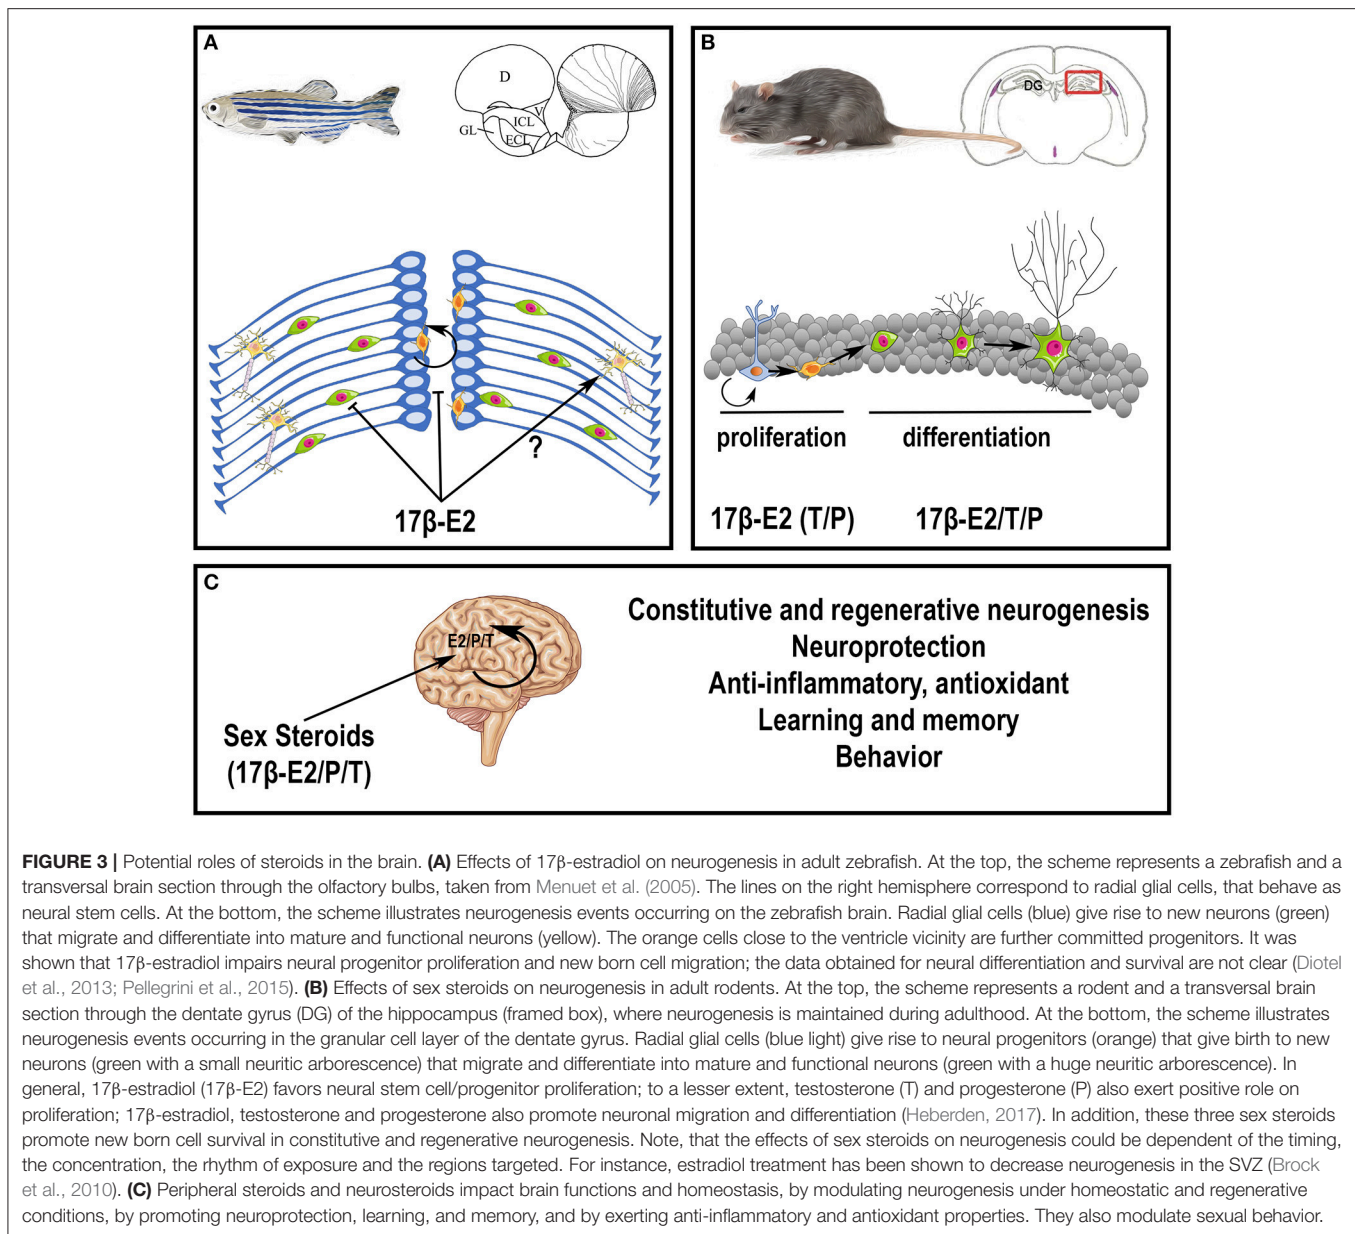 A
D
V
ICL
GL
ECL
?
17β-E2
B
DG
proliferation
differentiation
17β-E2 (T/P)
17β-E2/T/P
C
E2/P/T
Sex Steroids
(17β-E2/P/T)
Constitutive and regenerative neurogenesis
Neuroprotection
Anti-inflammatory, antioxidant
Learning and memory
Behavior
FIGURE 3 | Potential roles of steroids in the brain. (A) Effects of 17β-estradiol on neurogenesis in adult zebrafish. At the top, the scheme represents a zebrafish and a
transversal brain section through the olfactory bulbs, taken from Menuet et al. (2005). The lines on the right hemisphere correspond to radial glial cells, that behave as
neural stem cells. At the bottom, the scheme illustrates neurogenesis events occurring on the zebrafish brain. Radial glial cells (blue) give rise to new neurons (green)
that migrate and differentiate into mature and functional neurons (yellow). The orange cells close to the ventricle vicinity are further committed progenitors. It was
shown that 17β-estradiol impairs neural progenitor proliferation and new born cell migration; the data obtained for neural differentiation and survival are not clear (Diotel
et al., 2013; Pellegrini et al., 2015). (B) Effects of sex steroids on neurogenesis in adult rodents. At the top, the scheme represents a rodent and a transversal brain
section through the dentate gyrus (DG) of the hippocampus (framed box), where neurogenesis is maintained during adulthood. At the bottom, the scheme illustrates
neurogenesis events occurring in the granular cell layer of the dentate gyrus. Radial glial cells (blue light) give rise to neural progenitors (orange) that give birth to new
neurons (green with a small neuritic arborescence) that migrate and differentiate into mature and functional neurons (green with a huge neuritic arborescence). In
general, 17β-estradiol (17β-E2) favors neural stem cell/progenitor proliferation; to a lesser extent, testosterone (T) and progesterone (P) also exert positive role on
proliferation; 17β-estradiol, testosterone and progesterone also promote neuronal migration and differentiation (Heberden, 2017). In addition, these three sex steroids
promote new born cell survival in constitutive and regenerative neurogenesis. Note, that the effects of sex steroids on neurogenesis could be dependent of the timing,
the concentration, the rhythm of exposure and the regions targeted. For instance, estradiol treatment has been shown to decrease neurogenesis in the SVZ (Brock
et al., 2010). (C) Peripheral steroids and neurosteroids impact brain functions and homeostasis, by modulating neurogenesis under homeostatic and regenerative
conditions, by promoting neuroprotection, learning, and memory, and by exerting anti-inflammatory and antioxidant properties. They also modulate sexual behavior.